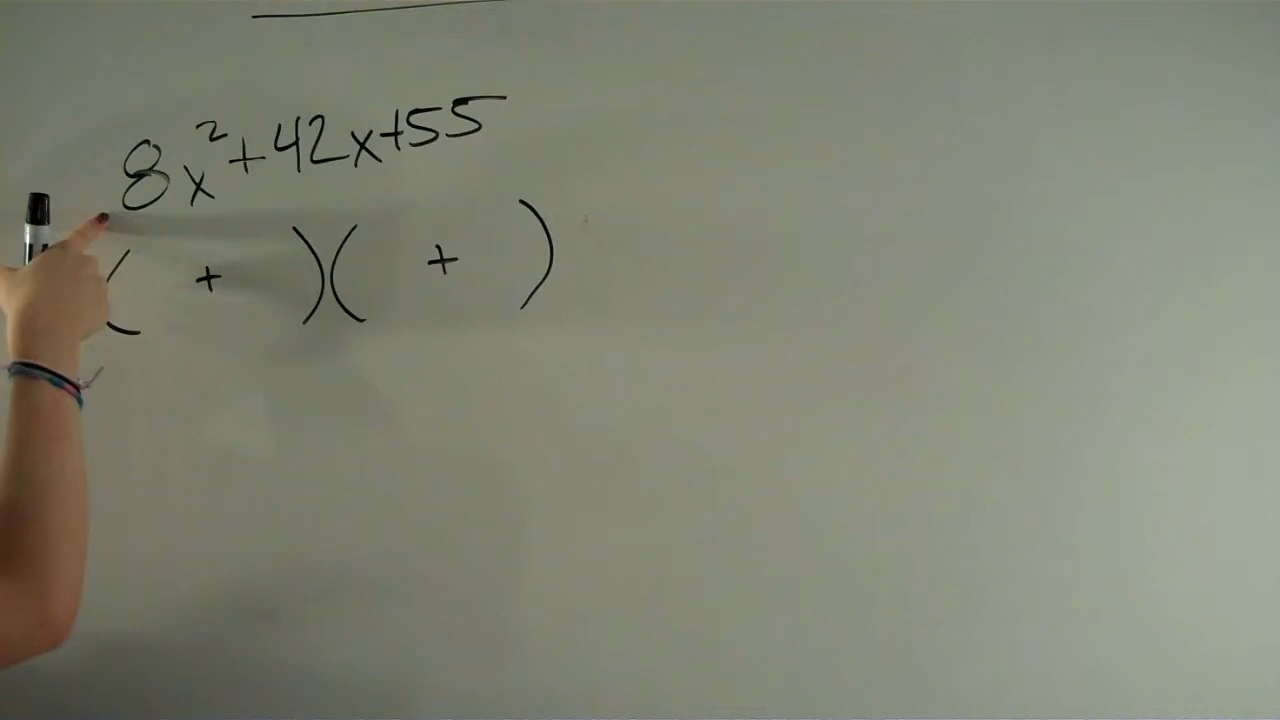 8x²+42x+55
( + )( + )